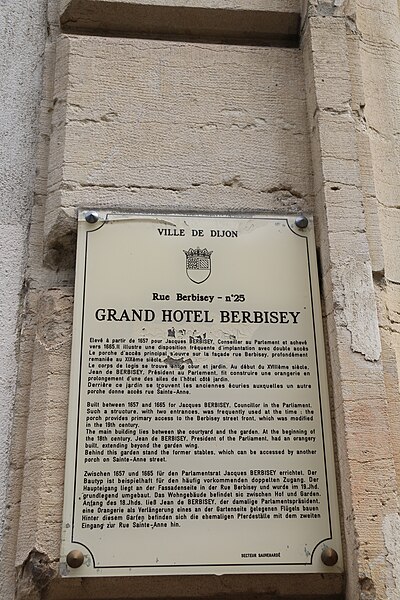 VILLE DE DIJON
Rue Berbisey - n°25
GRAND HOTEL BERBISEY
Elevé à partir de 1657 pour Jacques BERBISEY, Conseiller au Parlement et achevé
vers 1665, il illustre une disposition fréquente d'implantation avec double accès
Le porche d'accès principal s'ouvre sur la façade rue Berbisey, profondément
remaniée au XIXème siècle.
Le corps de logis se trouve entre cour et jardin. Au début du XVIIIème siècle,
Jean de BERBISEY, Président au Parlement, fit construire une orangerie en
prolongement d'une des ailes de l'hôtel côté jardin.
Derrière ce jardin se trouvent les anciennes écuries auxquelles un autre
porche donne accès rue Sainte-Anne.
Built between 1657 and 1665 for Jacques BERBISEY, Councillor in the Parliament.
Such a structure, with two entrances, was frequently used at the time : the
porch provides primary access to the Berbisey street front, which was modified
in the 19th century.
The main building lies between the courtyard and the garden. At the beginning of
the 18th century, Jean de BERBISEY, President of the Parliament, had an orangery
built, extending beyond the garden wing.
Behind this garden stand the former stables, which can be accessed by another
porch on Sainte-Anne street.
Zwischen 1657 und 1665 für den Parlamentsrat Jacques BERBISEY errichtet. Der
Bautyp ist beispielhaft für den häufig vorkommenden doppelten Zugang. Der
Haupteigang liegt an der Fassadenseite in der Rue Berbisey und wurde im 19.Jhd.
grundlegend umgebaut. Das Wohngebäude befindet sic zwischen Hof und Garden.
Anfang des 18.Jhds. ließ Jean de BERBISEY, der damalige Parlamentspräsident,
eine Orangerie als Verlängerung eines an der Gartenseite gelegenen Flügels bauen
Hinter diesem Garten befinden sich die ehemaligen Pferdeställe mit dem zweiten
Eingang zur Rue Sainte-Anne hin.
SECTEUR SAUVEGARDÉ